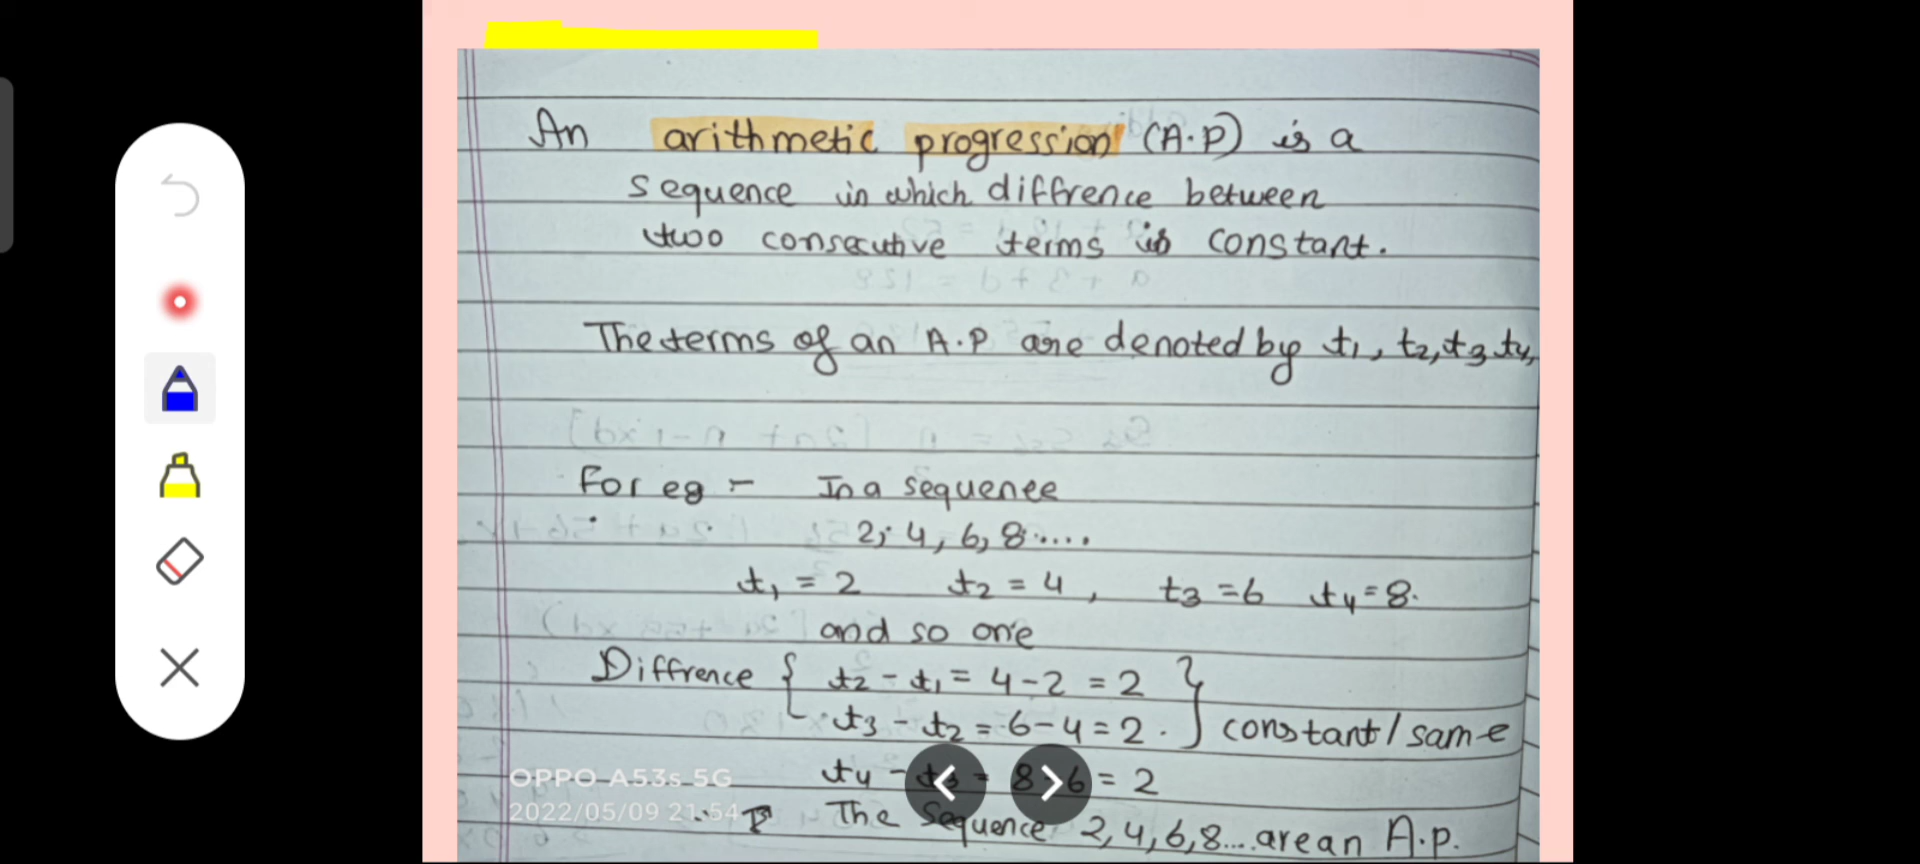 An arithmetic progression (A.P) is a
sequence in which diffrence between
two consecutive terms is constant.
The terms of an A.P are denoted by t1, t2, t3 t4,
For eg :- In a sequence
2, 4, 6, 8.....
t1 = 2 t2 = 4, t3 = 6 t4 = 8.
and so one
Diffrence { t2 - t1 = 4 - 2 = 2 }
t3 - t2 = 6 - 4 = 2. constant / same
t4 - t3 = 8 - 6 = 2
OPPO A53s 5G
2022/05/09 21:54
The sequence 2, 4, 6, 8.... are an A.p.